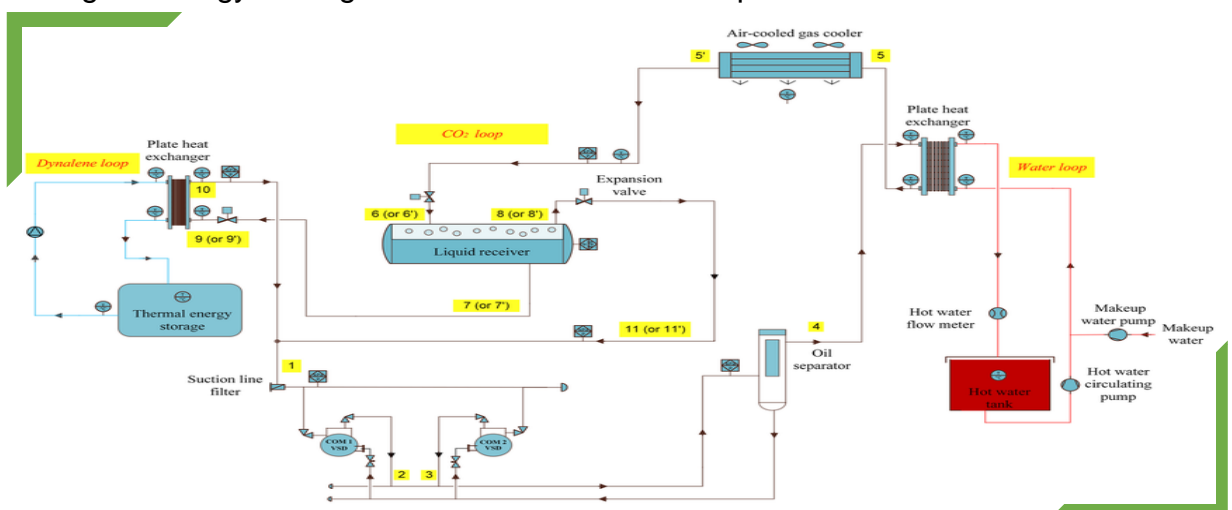 Air-cooled gas cooler
5'
5
Plate heat
exchanger
CO₂ loop
Plate heat
exchanger
Dynalene loop
Water loop
Expansion
valve
10
6 (or 6')
8 (or 8')
9 (or 9')
Liquid receiver
7 (or 7')
Thermal energy
storage
Hot water
flow meter
Makeup
water pump
Makeup
water
11 (or 11')
4
Oil
separator
1
Suction line
filter
Hot water
circulating
pump
Hot water
tank
COM 1
VSD
COM 2
VSD
2
3